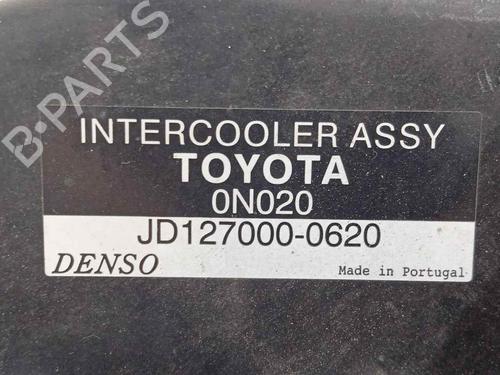 B-PARTS
INTERCOOLER ASSY
TOYOTA
0N020
JD127000-0620
DENSO
Made in Portugal